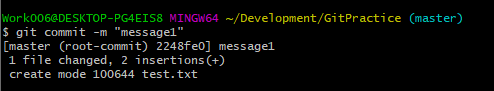 Work006@DESKTOP-PG4EIS8 MINGW64 ~/Development/GitPractice (master)
$ git commit -m "message1"
[master (root-commit) 2248fe0] message1
 1 file changed, 2 insertions(+)
 create mode 100644 test.txt